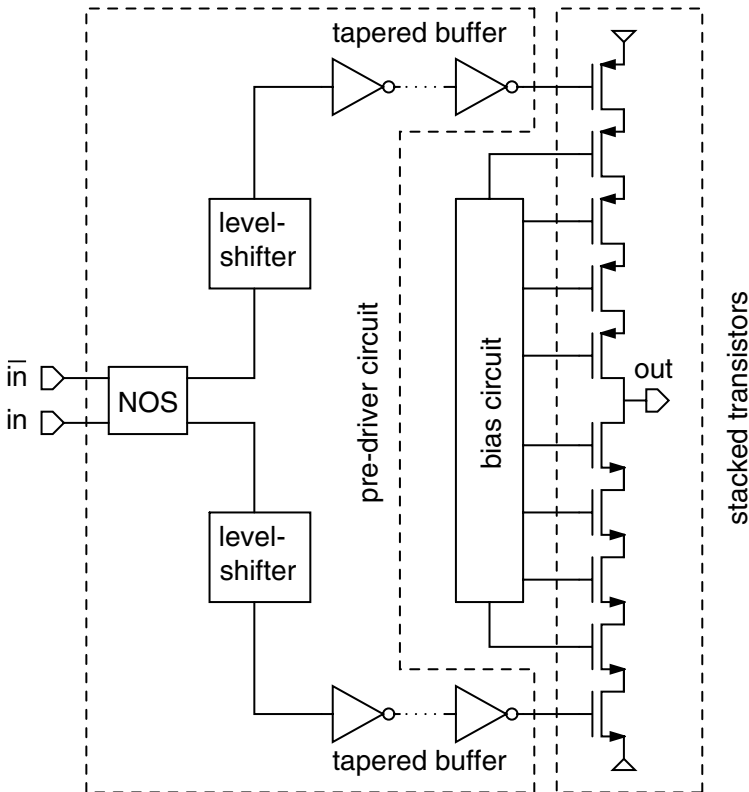 tapered buffer
level-
shifter
in
in
NOS
pre-driver circuit
bias circuit
out
stacked transistors
level-
shifter
tapered buffer